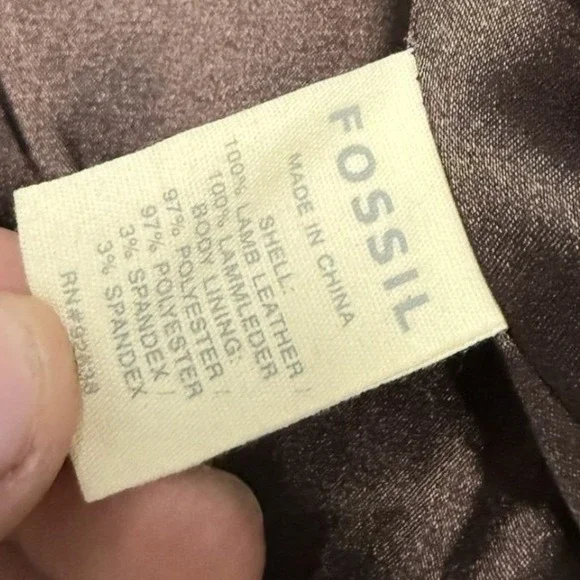 FOSSIL
MADE IN CHINA
SHELL:
100% LAMB LEATHER /
100% LAMMLEDER
BODY LINING:
97% POLYESTER /
97% POLYESTER
3% SPANDEX /
3% SPANDEX